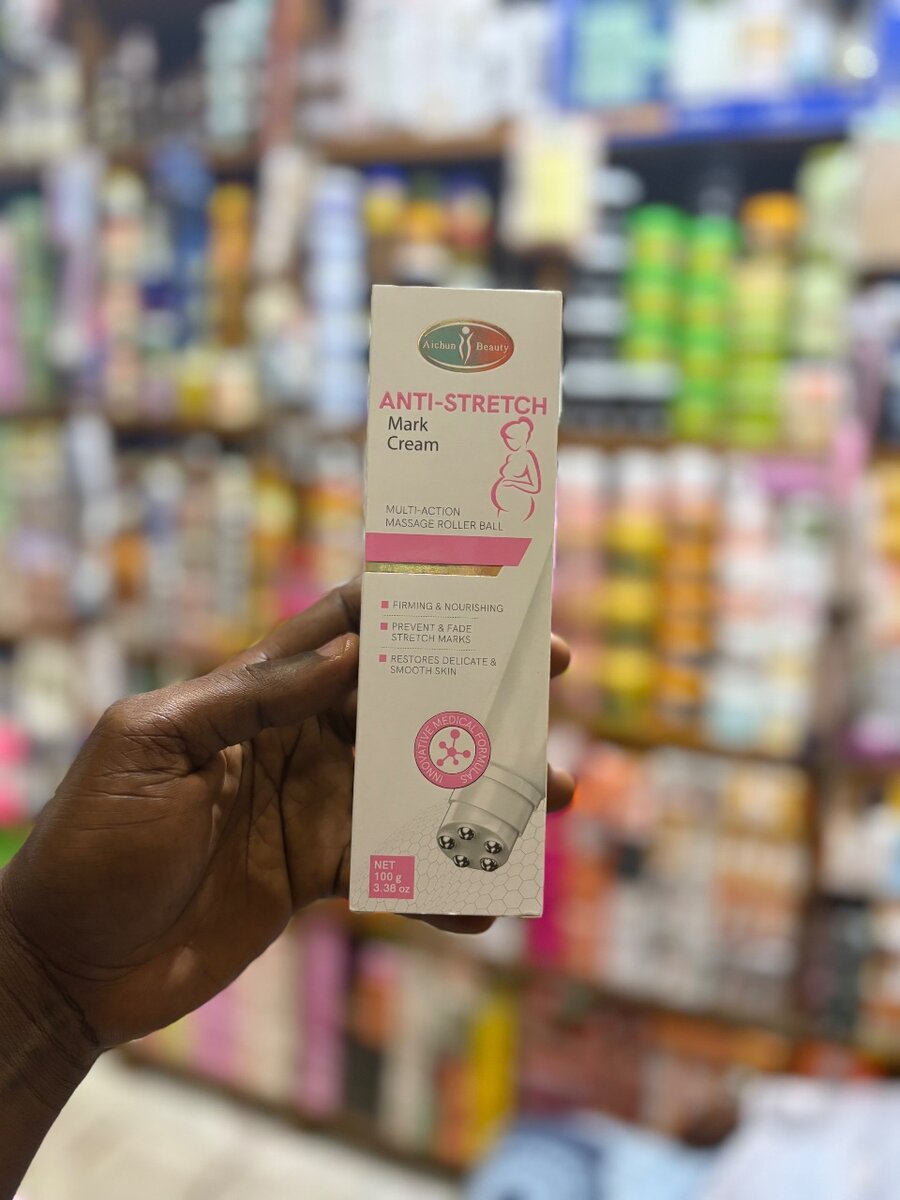 Aichun Beauty
ANTI-STRETCH
Mark
Cream
MULTI-ACTION
MASSAGE ROLLER BALL
FIRMING & NOURISHING
PREVENT & FADE
STRETCH MARKS
RESTORES DELICATE &
SMOOTH SKIN
INNOVATIVE MEDICAL FORMULAS
NET
100 g
3.38 oz